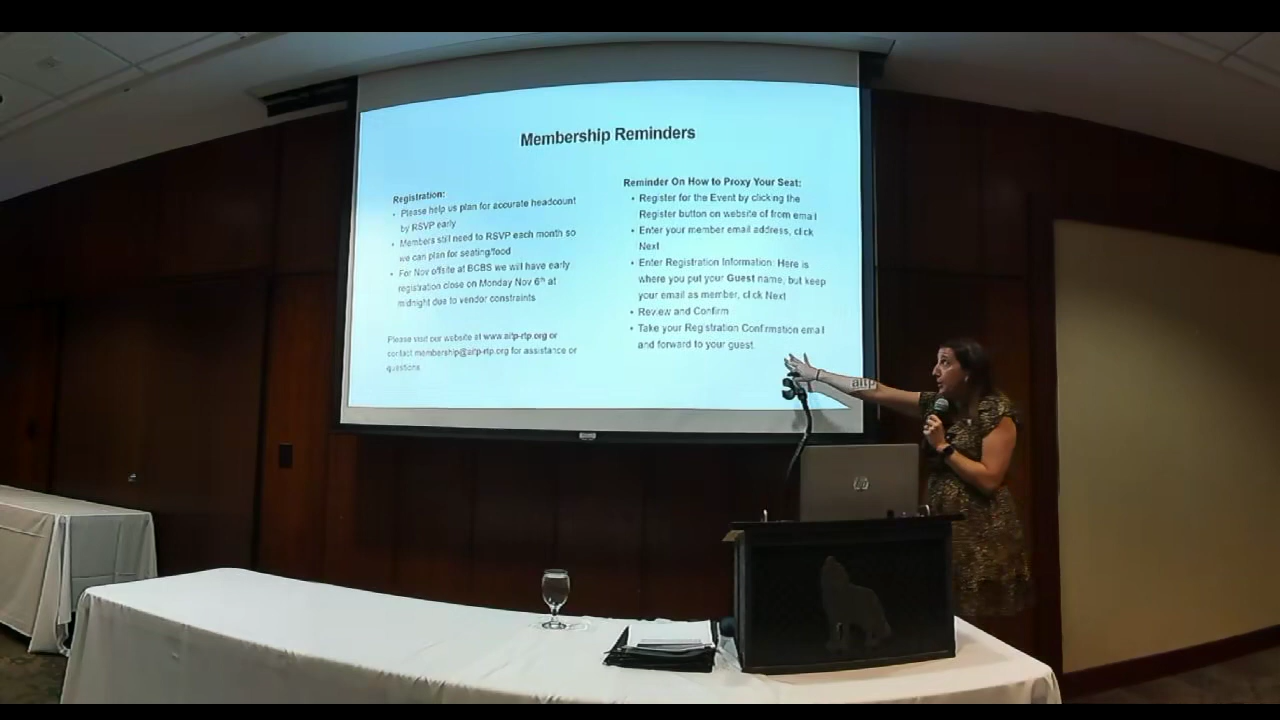 Membership Reminders
Registration:
• Please help us plan for accurate headcount
by RSVP early
• Members still need to RSVP each month so
we can plan for seating/food
• For Nov offsite at BCBS we will have early
registration close on Monday Nov 6th at
midnight due to vendor constraints
Please visit our website at www.aitp-rtp.org or
contact membership@aitp-rtp.org for assistance or
questions.
Reminder On How to Proxy Your Seat:
• Register for the Event by clicking the
Register button on website of from email
• Enter your member email address, click
Next
• Enter Registration Information: Here is
where you put your Guest name, but keep
your email as member, click Next
• Review and Confirm
• Take your Registration Confirmation email
and forward to your guest.
aitp
hp